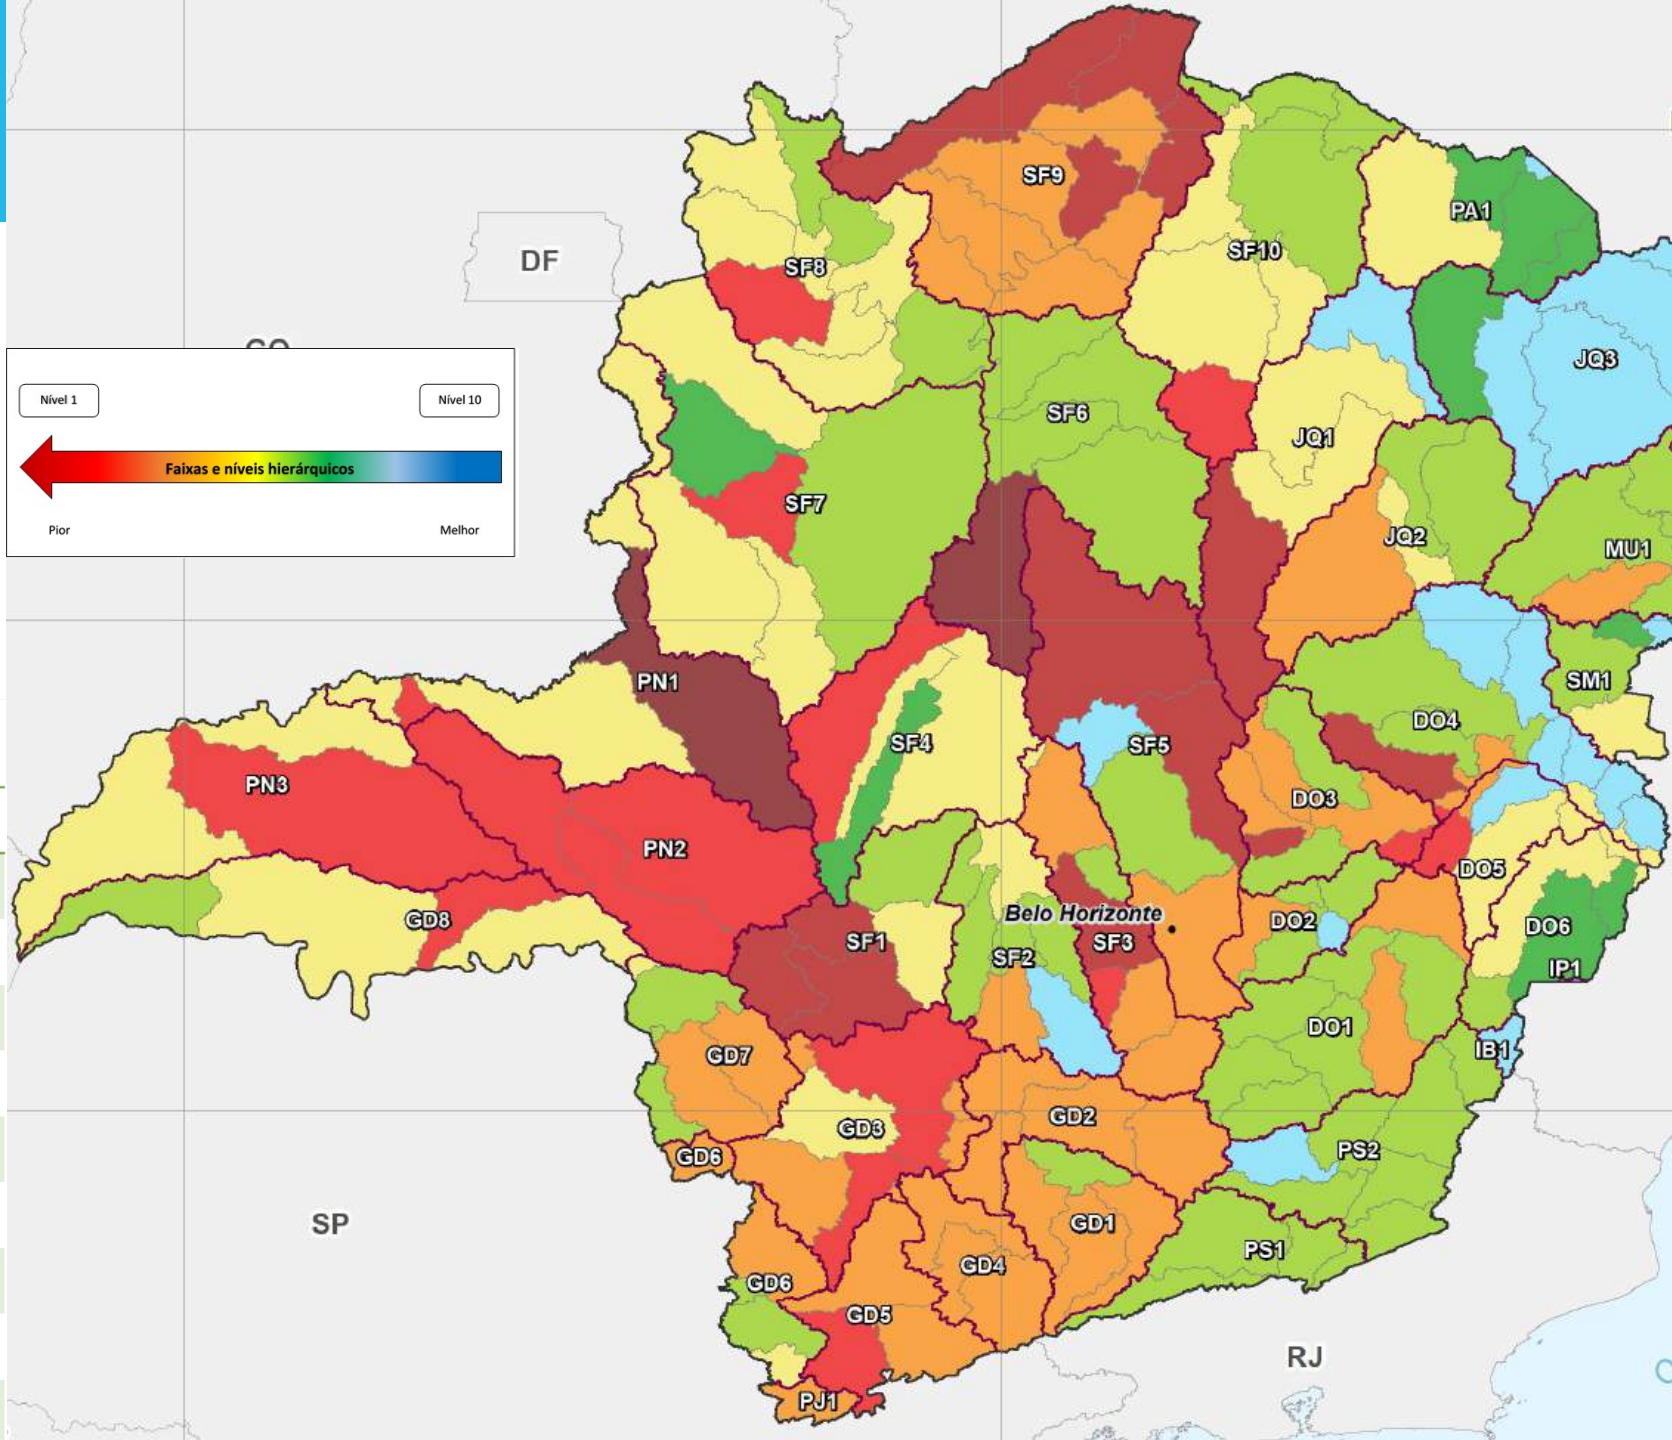 SF9
PA1
DF
SF10
SF8
GO
JQ3
Nível 1
Nível 10
SF6
JQ1
Faixas e níveis hierárquicos
SF7
JQ2
Pior
Melhor
MU1
PN1
SM1
DO4
SF4
SF5
PN3
DO3
PN2
DO5
GD8
Belo Horizonte
DO2
DO6
SF1
SF3
SF2
IP1
DO1
GD7
IB1
GD2
GD3
PS2
GD6
SP
GD1
PS1
GD4
GD6
GD5
RJ
PJ1